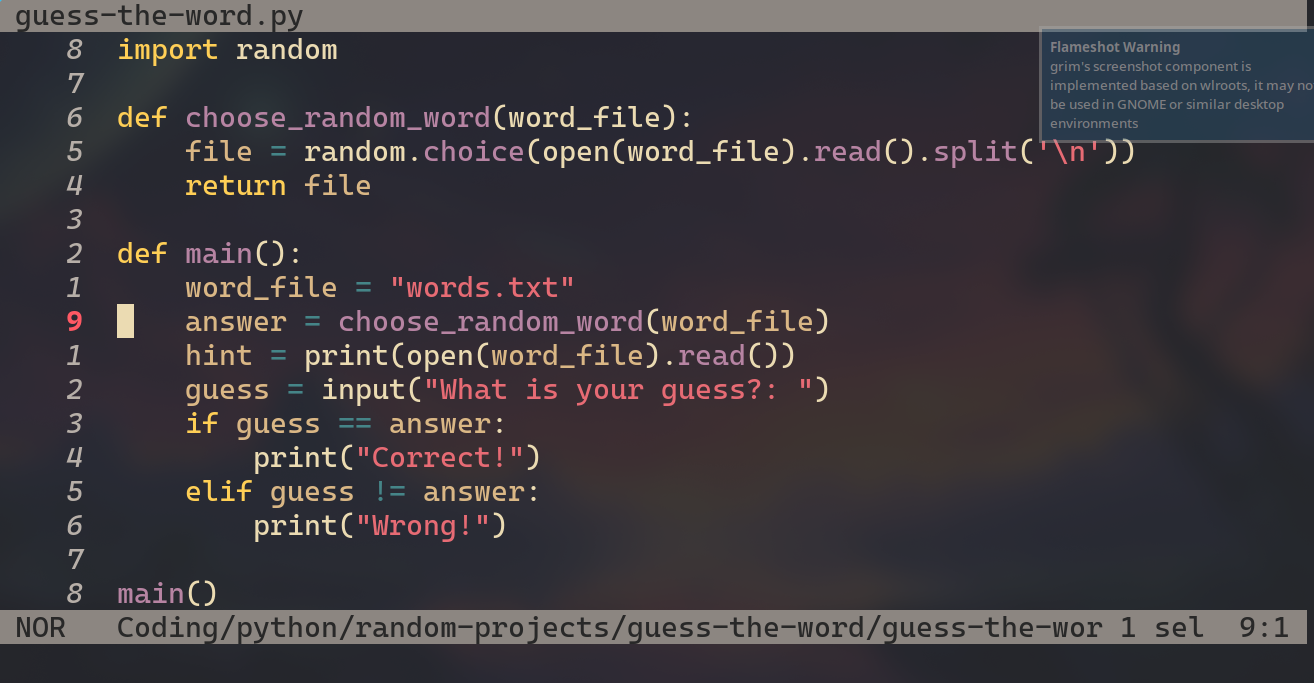 guess-the-word.py
8 import random
7
6 def choose_random_word(word_file):
5     file = random.choice(open(word_file).read().split('\n'))
4     return file
3
2 def main():
1     word_file = "words.txt"
9     answer = choose_random_word(word_file)
1     hint = print(open(word_file).read())
2     guess = input("What is your guess?: ")
3     if guess == answer:
4         print("Correct!")
5     elif guess != answer:
6         print("Wrong!")
7
8 main()
NOR   Coding/python/random-projects/guess-the-word/guess-the-wor 1 sel  9:1
Flameshot Warning
grim's screenshot component is
implemented based on wlroots, it may no
be used in GNOME or similar desktop
environments